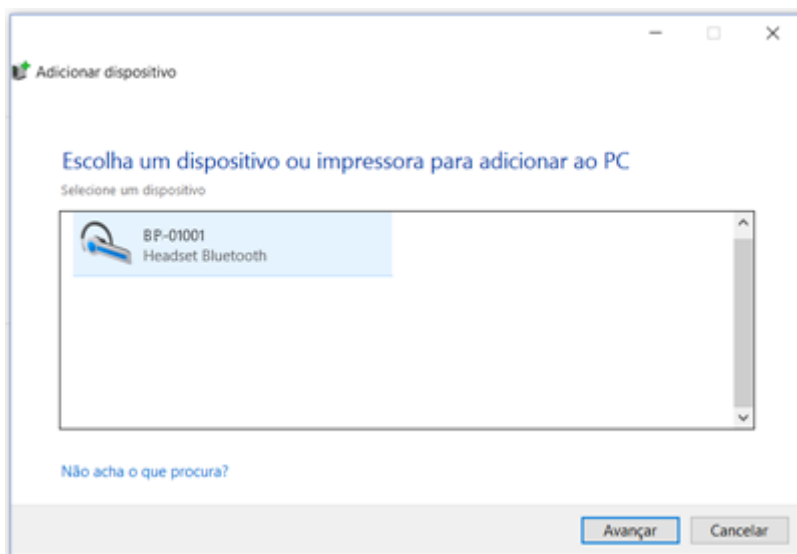 Adicionar dispositivo
Escolha um dispositivo ou impressora para adicionar ao PC
Selecione um dispositivo
BP-01001
Headset Bluetooth
Não acha o que procura?
Avançar
Cancelar